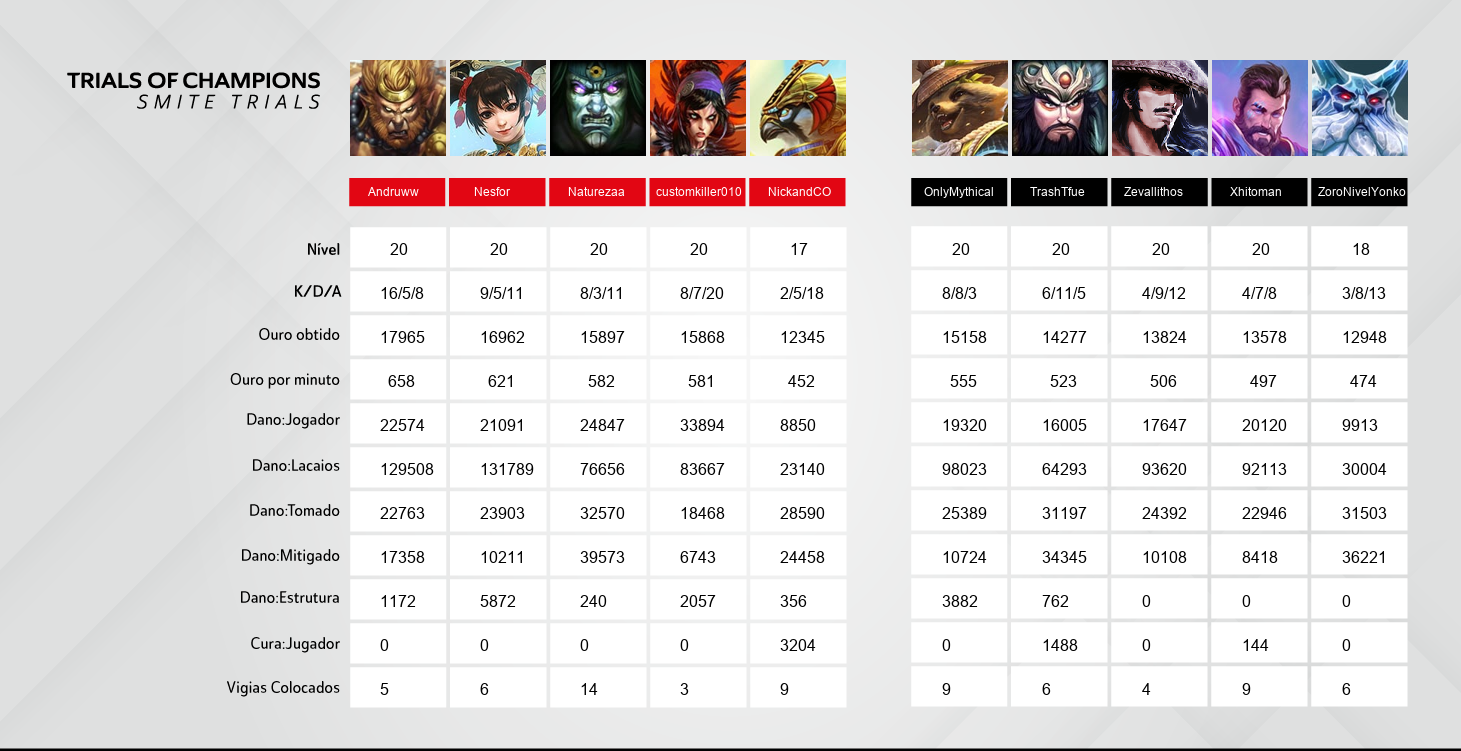 TRIALS OF CHAMPIONS
SMITE TRIALS
Andruww Nesfor Naturezaa customkiller010 NickandCO OnlyMythical TrashTfue Zevallithos Xhitoman ZoroNivelYonko
Nível 20 20 20 20 17 20 20 20 20 18
K/D/A 16/5/8 9/5/11 8/3/11 8/7/20 2/5/18 8/8/3 6/11/5 4/9/12 4/7/8 3/8/13
Ouro obtido 17965 16962 15897 15868 12345 15158 14277 13824 13578 12948
Ouro por minuto 658 621 582 581 452 555 523 506 497 474
Dano:Jogador 22574 21091 24847 33894 8850 19320 16005 17647 20120 9913
Dano:Lacaios 129508 131789 76656 83667 23140 98023 64293 93620 92113 30004
Dano:Tomado 22763 23903 32570 18468 28590 25389 31197 24392 22946 31503
Dano:Mitigado 17358 10211 39573 6743 24458 10724 34345 10108 8418 36221
Dano:Estrutura 1172 5872 240 2057 356 3882 762 0 0 0
Cura:Jugador 0 0 0 0 3204 0 1488 0 144 0
Vigias Colocados 5 6 14 3 9 9 6 4 9 6